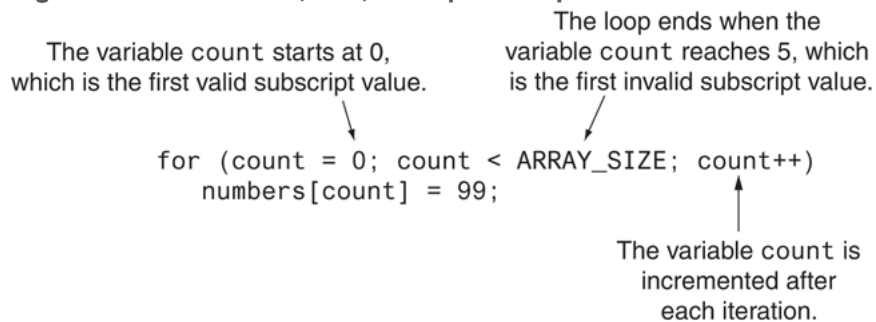 The variable count starts at 0,
which is the first valid subscript value.
The loop ends when the
variable count reaches 5, which
is the first invalid subscript value.
for (count = 0; count < ARRAY_SIZE; count++)
numbers[count] = 99;
The variable count is
incremented after
each iteration.